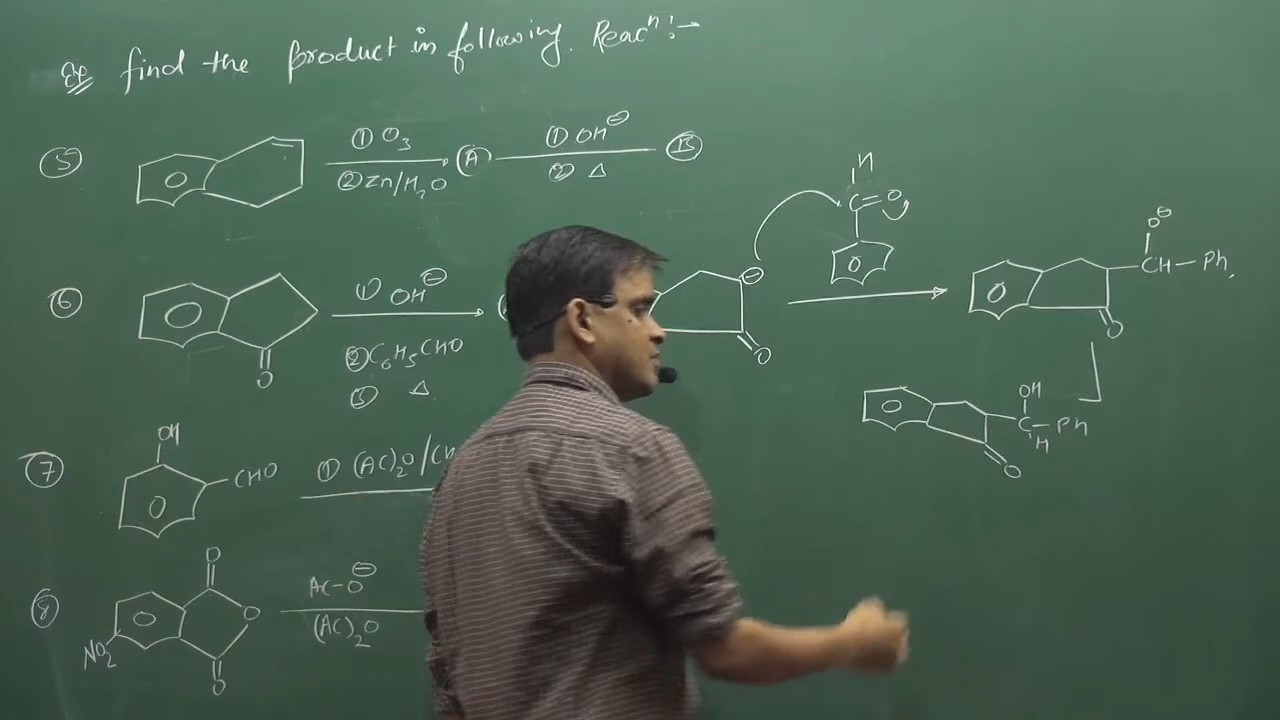 Ex find the product in following. Reacⁿ:→
⑤ ① O₃ ② Zn/H₂O Ⓐ ① OH⊖ ② △ Ⓑ
H
C=O
O⊖
CH—Ph,
⑥ ① OH⊖ ⊖
② C₆H₅CHO O O
③ △
O
OH
C—Ph
H
O
⑦ OH
CHO ① (AC)₂O/CH
⑧ O
O AC-O⊖
(AC)₂O
NO₂
O